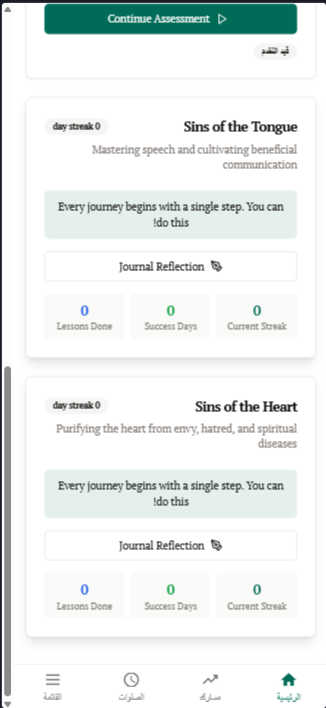 Continue Assessment
قيد التقدم
Sins of the Tongue
day streak 0
Mastering speech and cultivating beneficial
communication
Every journey begins with a single step. You can
!do this
Journal Reflection
0 0 0
Lessons Done Success Days Current Streak
Sins of the Heart
day streak 0
Purifying the heart from envy, hatred, and spiritual
diseases
Every journey begins with a single step. You can
!do this
Journal Reflection
0 0 0
Lessons Done Success Days Current Streak
الرئيسية مسارك الصلوات القائمة